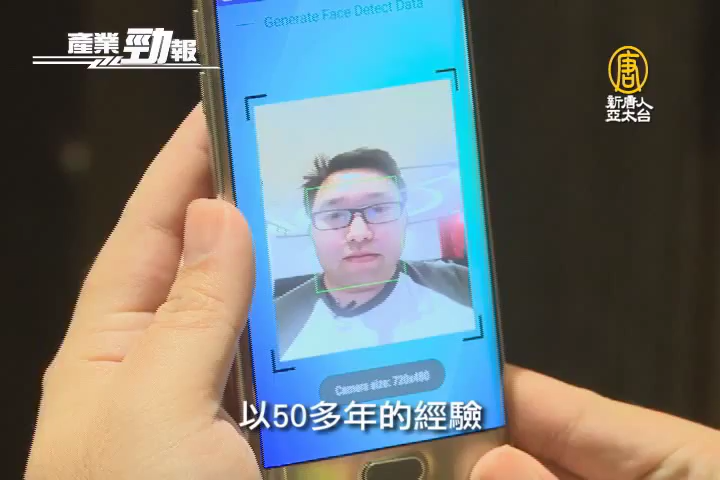 Generate Face Detect Data
產業勁報
唐
新唐人
亞太台
Camera size: 720x480
以50多年的經驗